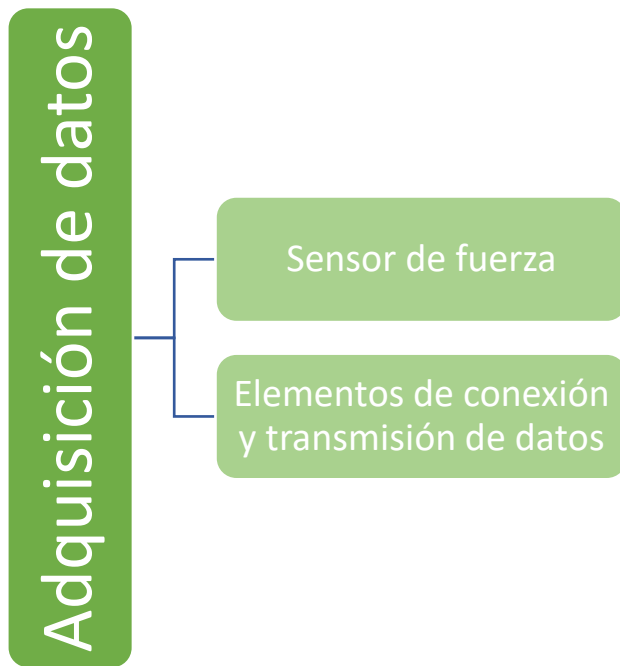 Adquisición de datos
Sensor de fuerza
Elementos de conexión
y transmisión de datos